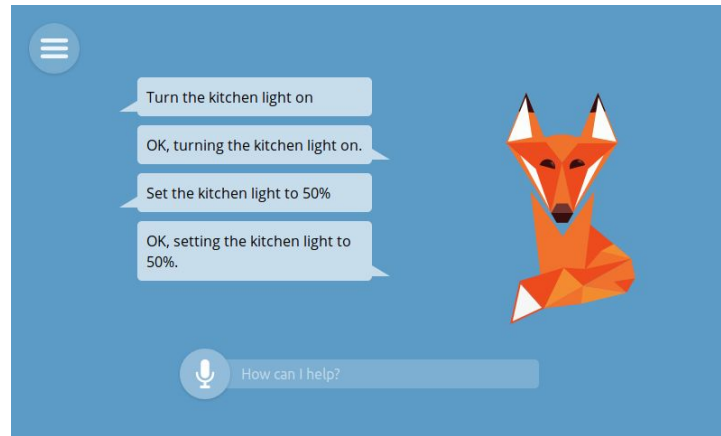 Turn the kitchen light on
OK, turning the kitchen light on.
Set the kitchen light to 50%
OK, setting the kitchen light to
50%.
How can I help?